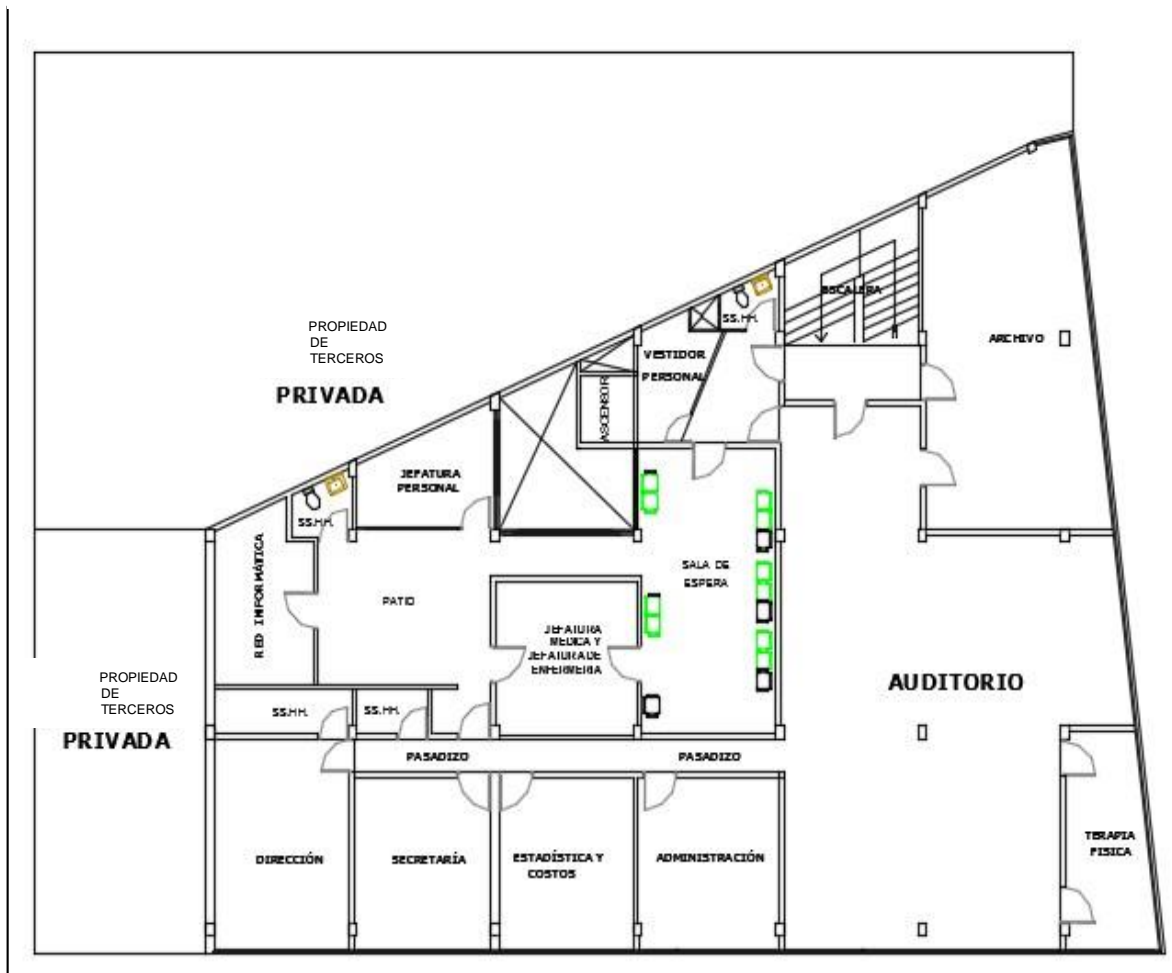 ESCALERA
SS.HH.
PROPIEDAD
DE
TERCEROS
ARCHIVO
VESTIDOR
PERSONAL
PRIVADA
ASCENSOR
JEFATURA
PERSONAL
SS.HH.
RED INFORMÁTICA
SALA DE
ESPERA
PATIO
JEFATURA
MEDICA Y
JEFATURA DE
ENFERMERIA
PROPIEDAD
DE
TERCEROS
PRIVADA
AUDITORIO
SS.HH.
SS.HH.
PASADIZO
PASADIZO
DIRECCIÓN
SECRETARÍA
ESTADÍSTICA Y
COSTOS
ADMINISTRACIÓN
TERAPIA
FISICA